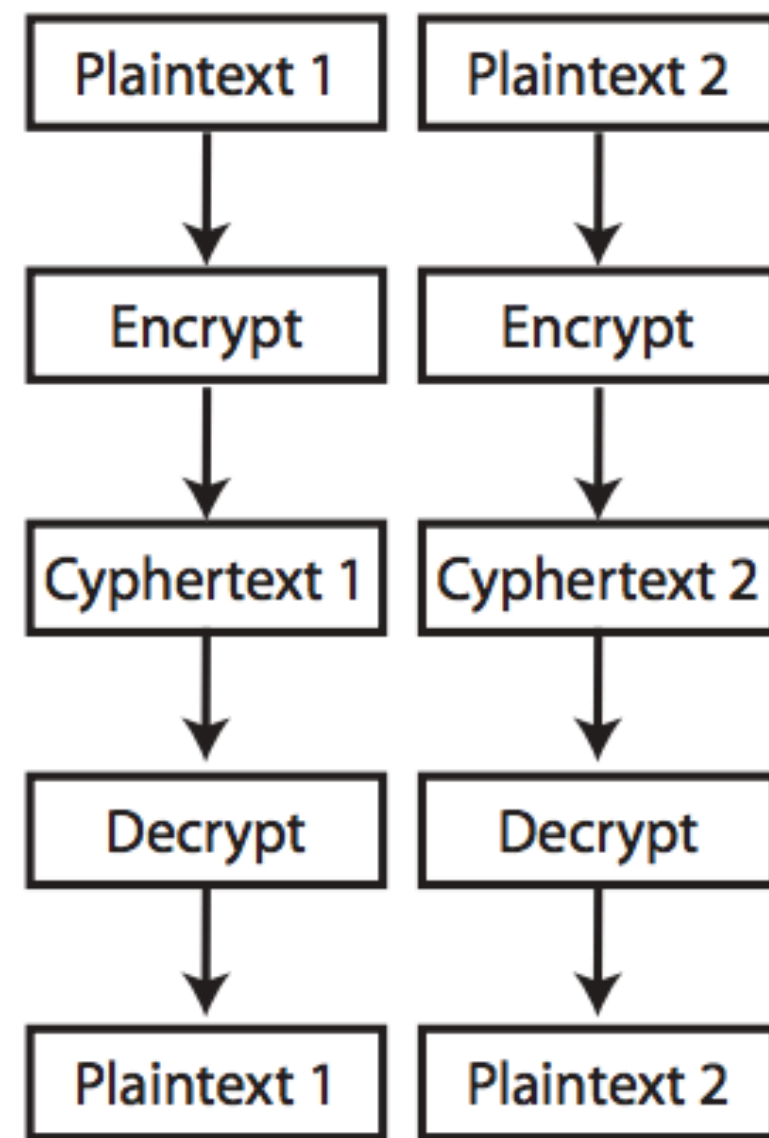 Plaintext 1 Plaintext 2
Encrypt Encrypt
Cyphertext 1 Cyphertext 2
Decrypt Decrypt
Plaintext 1 Plaintext 2